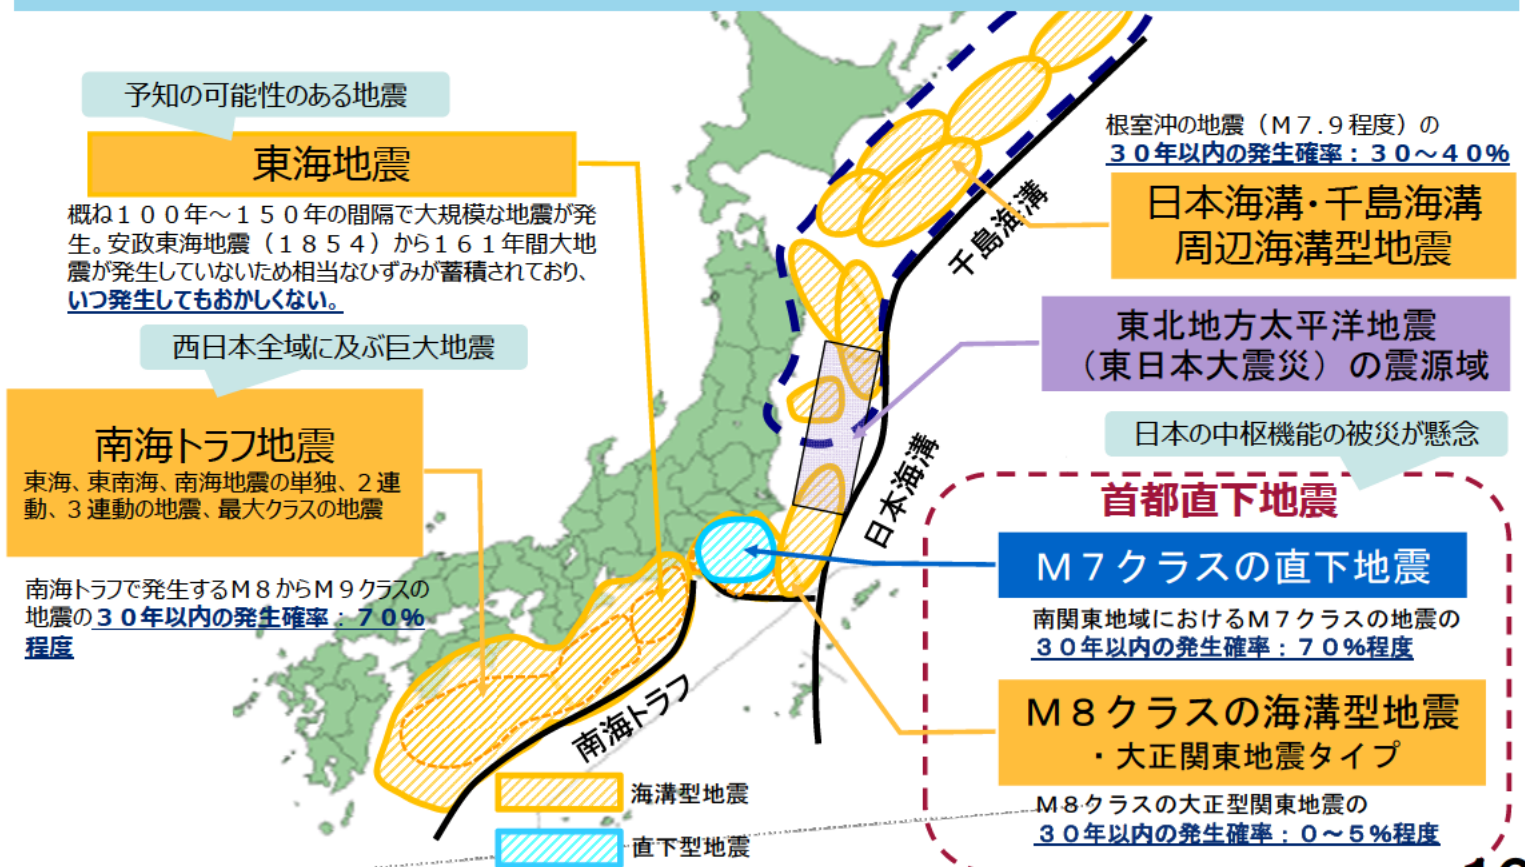 予知の可能性のある地震
東海地震
概ね１００年～１５０年の間隔で大規模な地震が発
生。安政東海地震（１８５４）から１６１年間大地
震が発生していないため相当なひずみが蓄積されており、
いつ発生してもおかしくない。
西日本全域に及ぶ巨大地震
南海トラフ地震
東海、東南海、南海地震の単独、２連
動、３連動の地震、最大クラスの地震
南海トラフで発生するＭ８からＭ９クラスの
地震の３０年以内の発生確率：７０％
程度
根室沖の地震（Ｍ７.９程度）の
３０年以内の発生確率：３０～４０％
日本海溝・千島海溝
周辺海溝型地震
千島海溝
東北地方太平洋地震
（東日本大震災）の震源域
日本の中枢機能の被災が懸念
日本海溝
首都直下地震
Ｍ７クラスの直下地震
南関東地域におけるＭ７クラスの地震の
３０年以内の発生確率：７０％程度
Ｍ８クラスの海溝型地震
・大正関東地震タイプ
Ｍ８クラスの大正型関東地震の
３０年以内の発生確率：０～５％程度
南海トラフ
海溝型地震
直下型地震